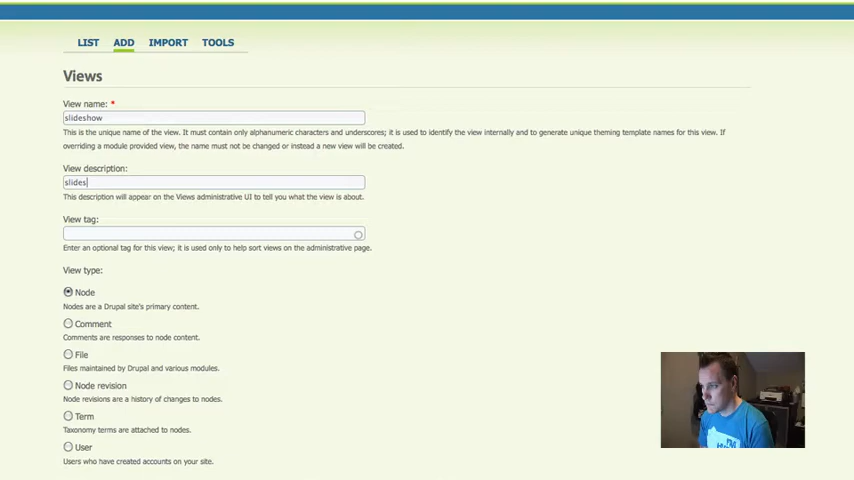 LIST ADD IMPORT TOOLS
Views
View name: *
slideshow
This is the unique name of the view. It must contain only alphanumeric characters and underscores; it is used to identify the view internally and to generate unique theming template names for this view. If
overriding a module provided view, the name must not be changed or instead a new view will be created.
View description:
slides
This description will appear on the Views administrative UI to tell you what the view is about.
View tag:
Enter an optional tag for this view; it is used only to help sort views on the administrative page.
View type:
Node
Nodes are a Drupal site's primary content.
Comment
Comments are responses to node content.
File
Files maintained by Drupal and various modules.
Node revision
Node revisions are a history of changes to nodes.
Term
Taxonomy terms are attached to nodes.
User
Users who have created accounts on your site.